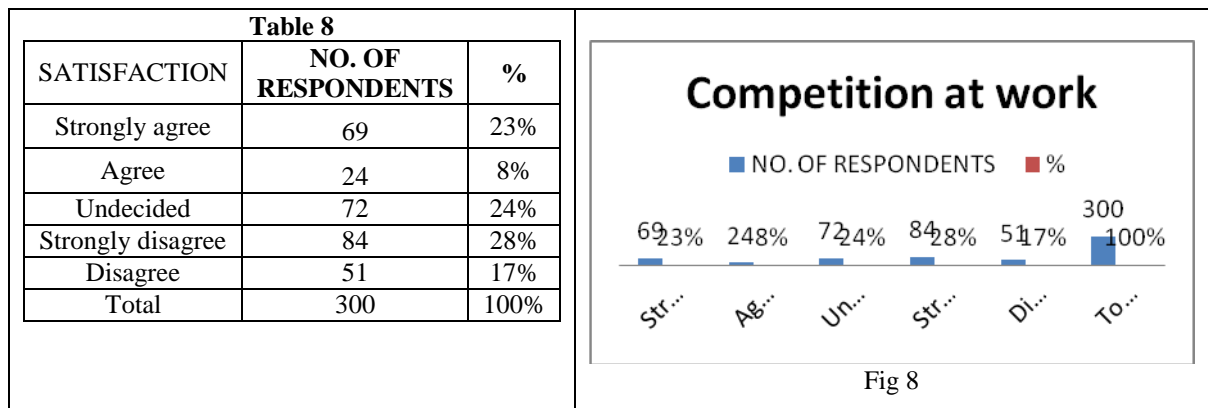 Table 8
SATISFACTION NO. OF RESPONDENTS %
Strongly agree 69 23%
Agree 24 8%
Undecided 72 24%
Strongly disagree 84 28%
Disagree 51 17%
Total 300 100%
Competition at work
NO. OF RESPONDENTS %
69 23% 24 8% 72 24% 84 28% 51 17% 300 100%
Str... Ag... Un... Str... Di... To...
Fig 8